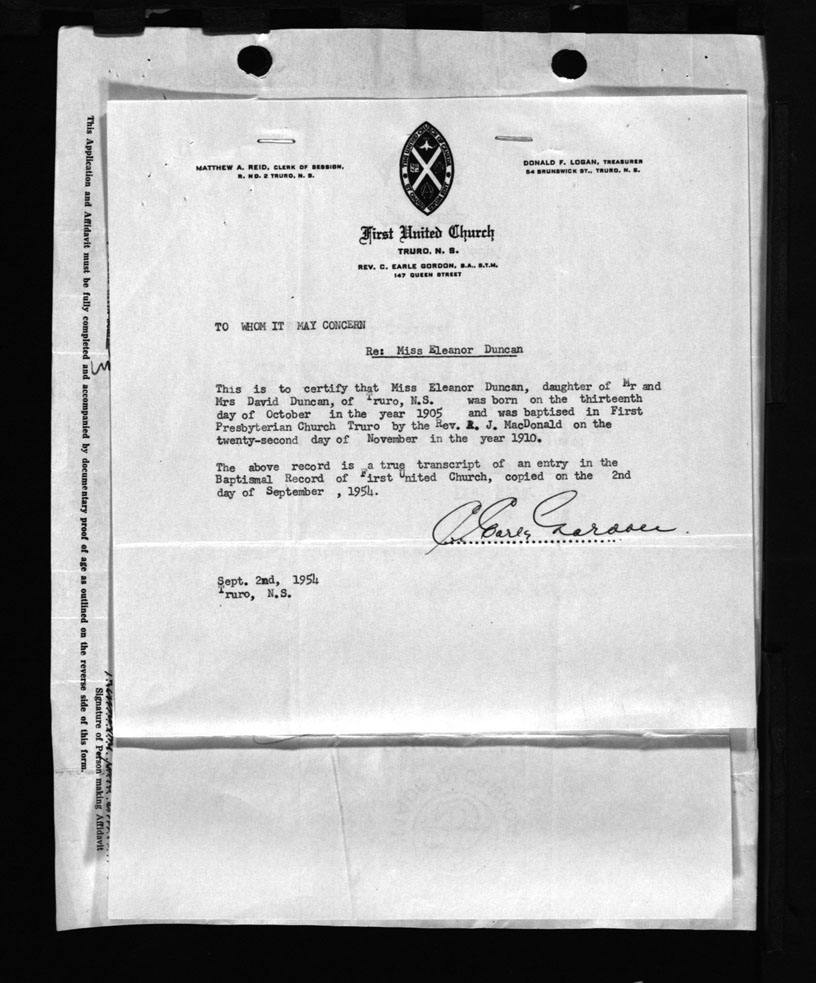 MATTHEW A. REID, CLERK OF SESSION,
R. NO. 2 TRURO, N. S.
DONALD F. LOGAN, TREASURER
54 BRUNSWICK ST., TRURO, N. S.
First United Church
TRURO, N. S.
REV. C. EARLE GORDON, B.A., S.T.M.
147 QUEEN STREET
TO WHOM IT MAY CONCERN
Re: Miss Eleanor Duncan
This is to certify that Miss Eleanor Duncan, daughter of Mr and
Mrs David Duncan, of Truro, N.S. was born on the thirteenth
day of October in the year 1905 and was baptised in First
Presbyterian Church Truro by the Rev. R. J. MacDonald on the
twenty-second day of November in the year 1910.
The above record is a true transcript of an entry in the
Baptismal Record of First United Church, copied on the 2nd
day of September , 1954.
C. Earle Gordon.
Sept. 2nd, 1954
Truro, N.S.
This Application and Affidavit must be fully completed and accompanied by documentary proof of age as outlined on the reverse side of this form.
Signature of Person making Affidavit